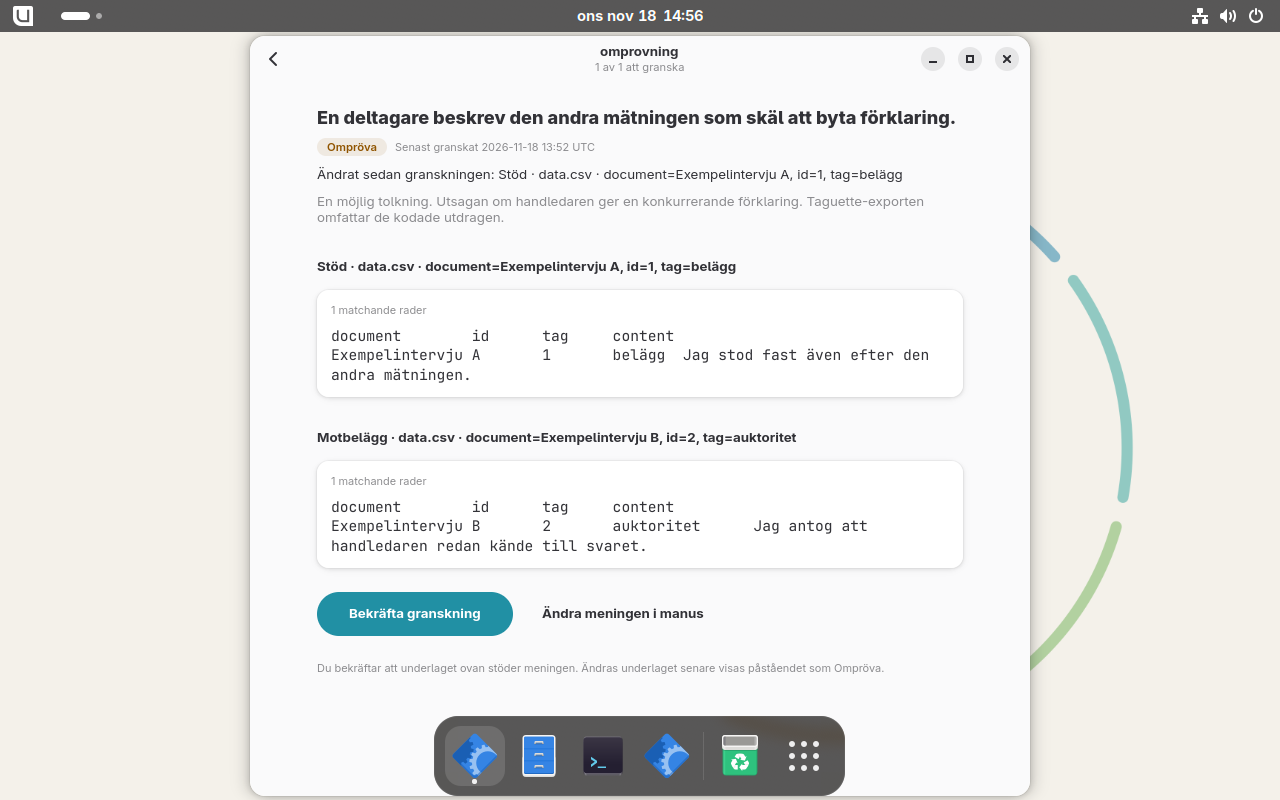 ons nov 18 14:56
omprovning
1 av 1 att granska
En deltagare beskrev den andra mätningen som skäl att byta förklaring.
Ompröva Senast granskat 2026-11-18 13:52 UTC
Ändrat sedan granskningen: Stöd · data.csv · document=Exempelintervju A, id=1, tag=belägg
En möjlig tolkning. Utsagan om handledaren ger en konkurrerande förklaring. Taguette-exporten
omfattar de kodade utdragen.
Stöd · data.csv · document=Exempelintervju A, id=1, tag=belägg
1 matchande rader
document id tag content
Exempelintervju A 1 belägg Jag stod fast även efter den
andra mätningen.
Motbelägg · data.csv · document=Exempelintervju B, id=2, tag=auktoritet
1 matchande rader
document id tag content
Exempelintervju B 2 auktoritet Jag antog att
handledaren redan kände till svaret.
Bekräfta granskning Ändra meningen i manus
Du bekräftar att underlaget ovan stöder meningen. Ändras underlaget senare visas påståendet som Ompröva.